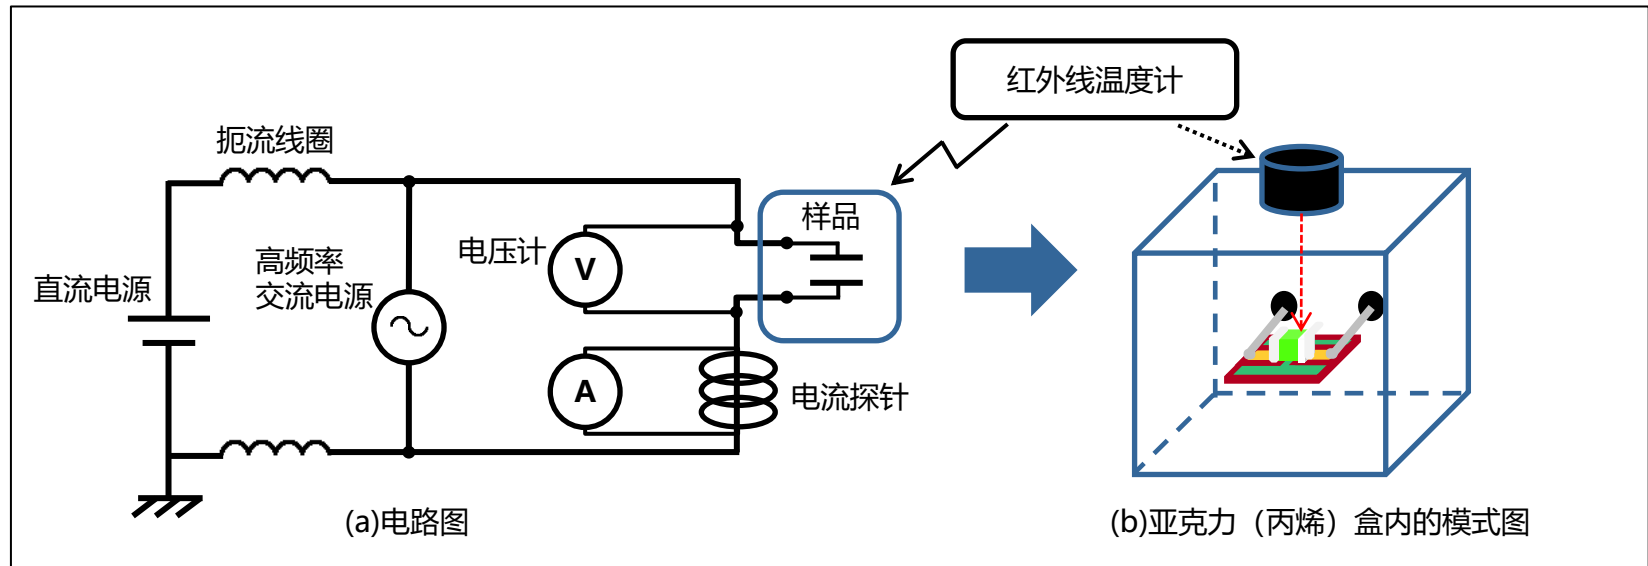 红外线温度计
扼流线圈
样品
电压计
V
高频率
交流电源
直流电源
A
电流探针
(a)电路图
(b)亚克力（丙烯）盒内的模式图